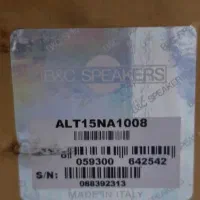 B&C SPEAKERS
ALT15NA1008
059300 642542
S/N:
088392313
MADE IN ITALY